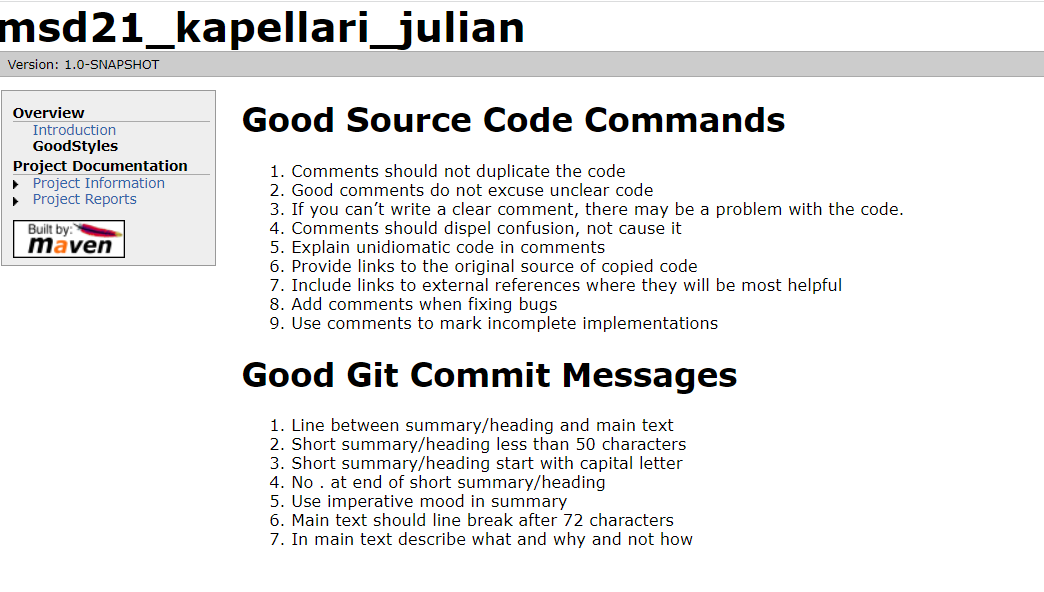 msd21_kapellari_julian
Version: 1.0-SNAPSHOT
Overview
Introduction
GoodStyles
Project Documentation
Project Information
Project Reports
Built by:
maven
Good Source Code Commands
1. Comments should not duplicate the code
2. Good comments do not excuse unclear code
3. If you can’t write a clear comment, there may be a problem with the code.
4. Comments should dispel confusion, not cause it
5. Explain unidiomatic code in comments
6. Provide links to the original source of copied code
7. Include links to external references where they will be most helpful
8. Add comments when fixing bugs
9. Use comments to mark incomplete implementations
Good Git Commit Messages
1. Line between summary/heading and main text
2. Short summary/heading less than 50 characters
3. Short summary/heading start with capital letter
4. No . at end of short summary/heading
5. Use imperative mood in summary
6. Main text should line break after 72 characters
7. In main text describe what and why and not how